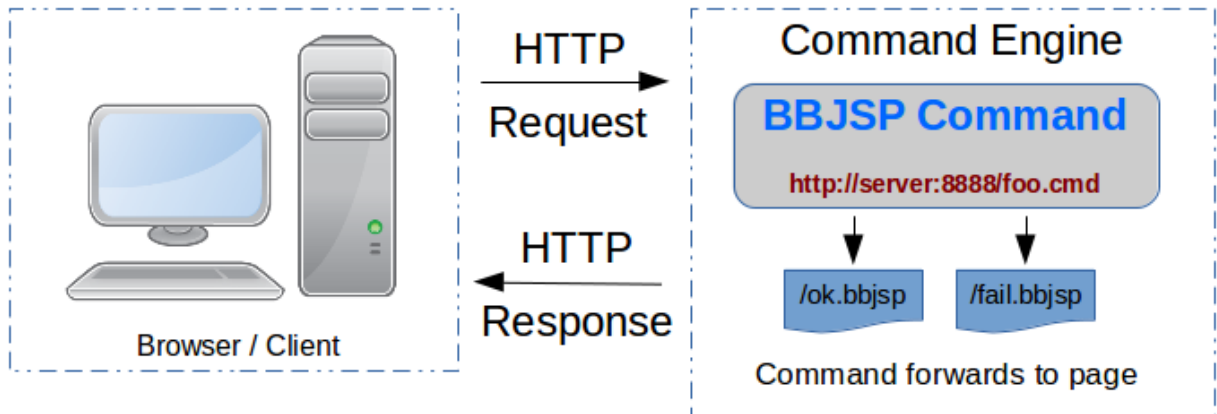 Browser / Client
HTTP
Request
HTTP
Response
Command Engine
BBJSP Command
http://server:8888/foo.cmd
/ok.bbjsp
/fail.bbjsp
Command forwards to page